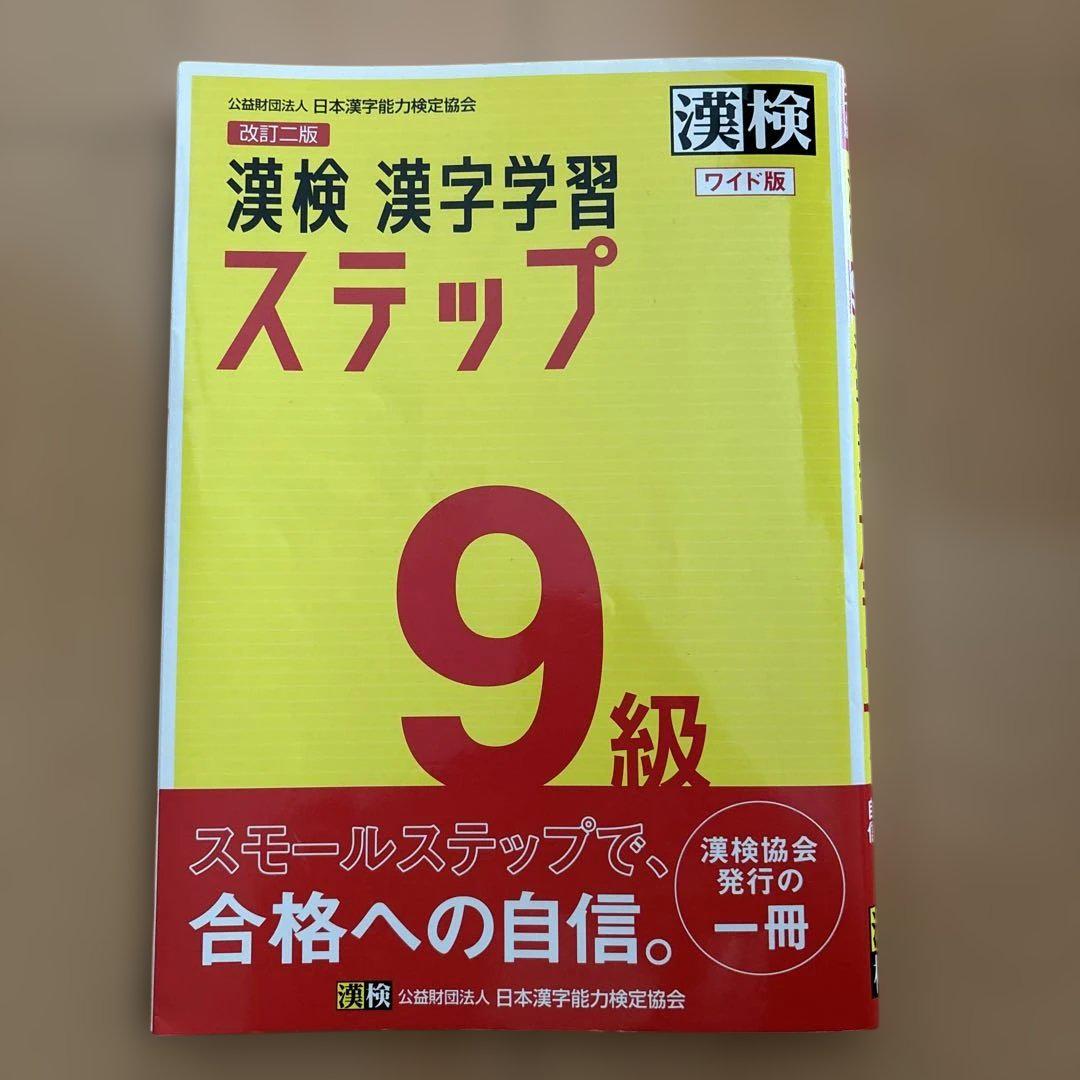 公益財団法人 日本漢字能力検定協会
改訂二版
漢検 漢字学習
ステップ
漢検
ワイド版
9級
スモールステップで、
合格への自信。
漢検協会
発行の
一冊
漢検 公益財団法人 日本漢字能力検定協会